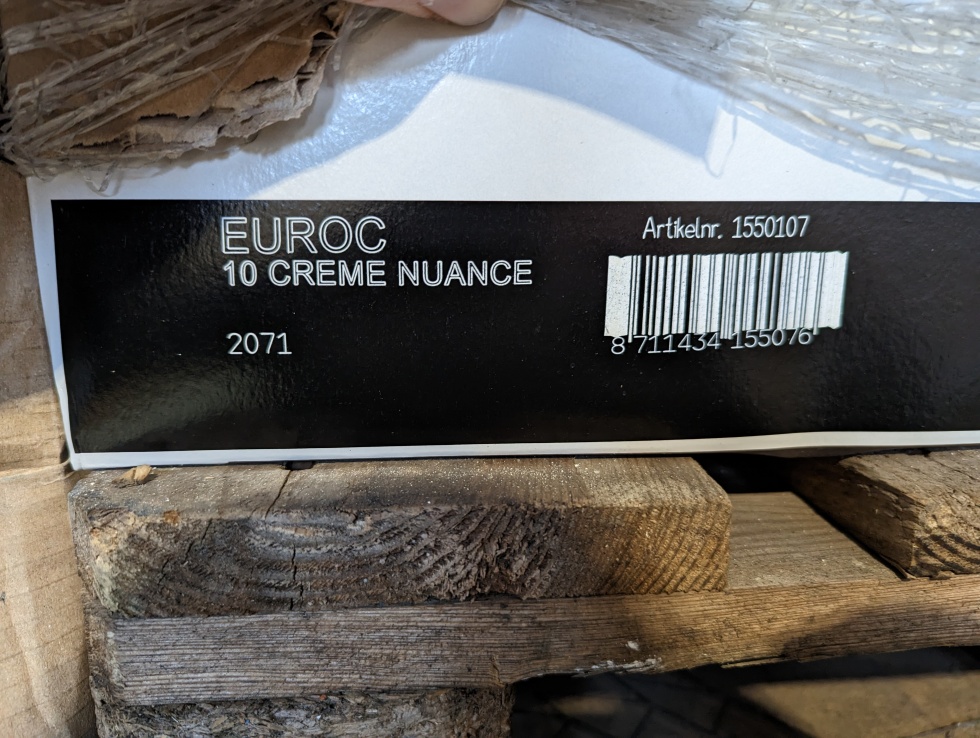 EUROC
10 CREME NUANCE
2071
Artikelnr. 1550107
8 711434 155076